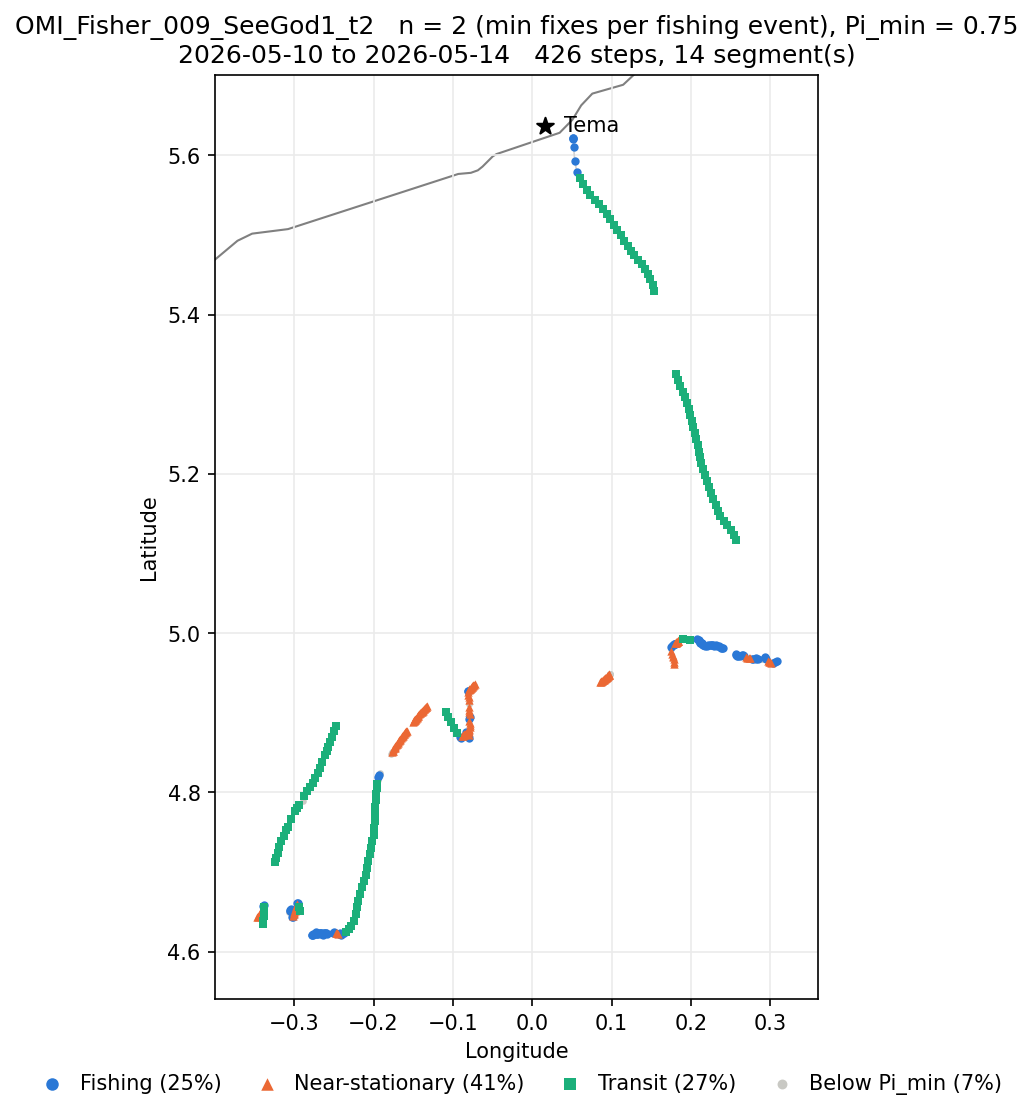 OMI_Fisher_009_SeeGod1_t2   n = 2 (min fixes per fishing event), Pi_min = 0.75
2026-05-10 to 2026-05-14   426 steps, 14 segment(s)
Tema
5.6
5.4
5.2
5.0
4.8
4.6
Latitude
−0.3
−0.2
−0.1
0.0
0.1
0.2
0.3
Longitude
Fishing (25%)
Near-stationary (41%)
Transit (27%)
Below Pi_min (7%)